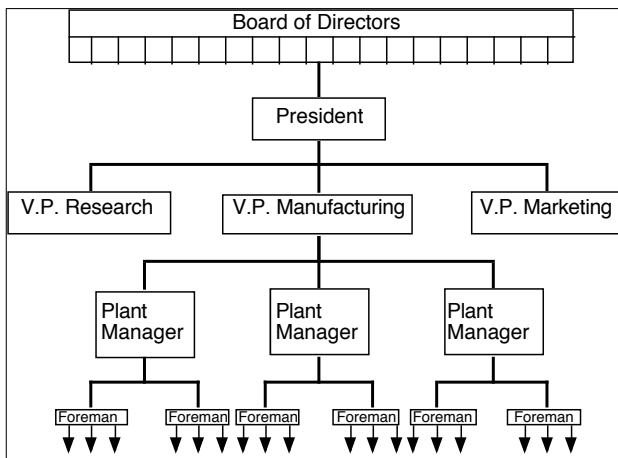 Board of Directors
President
V.P. Research
V.P. Manufacturing
V.P. Marketing
Plant
Manager
Plant
Manager
Plant
Manager
Foreman
Foreman
Foreman
Foreman
Foreman
Foreman